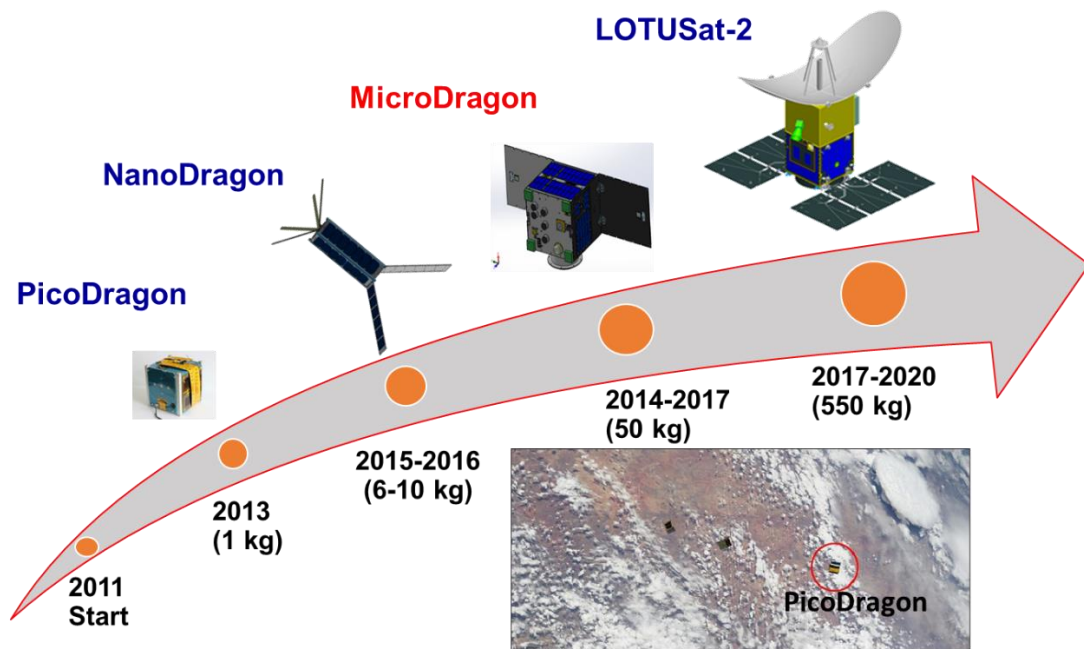 LOTUSat-2
MicroDragon
NanoDragon
PicoDragon
2017-2020
(550 kg)
2014-2017
(50 kg)
2015-2016
(6-10 kg)
2013
(1 kg)
2011
Start
PicoDragon